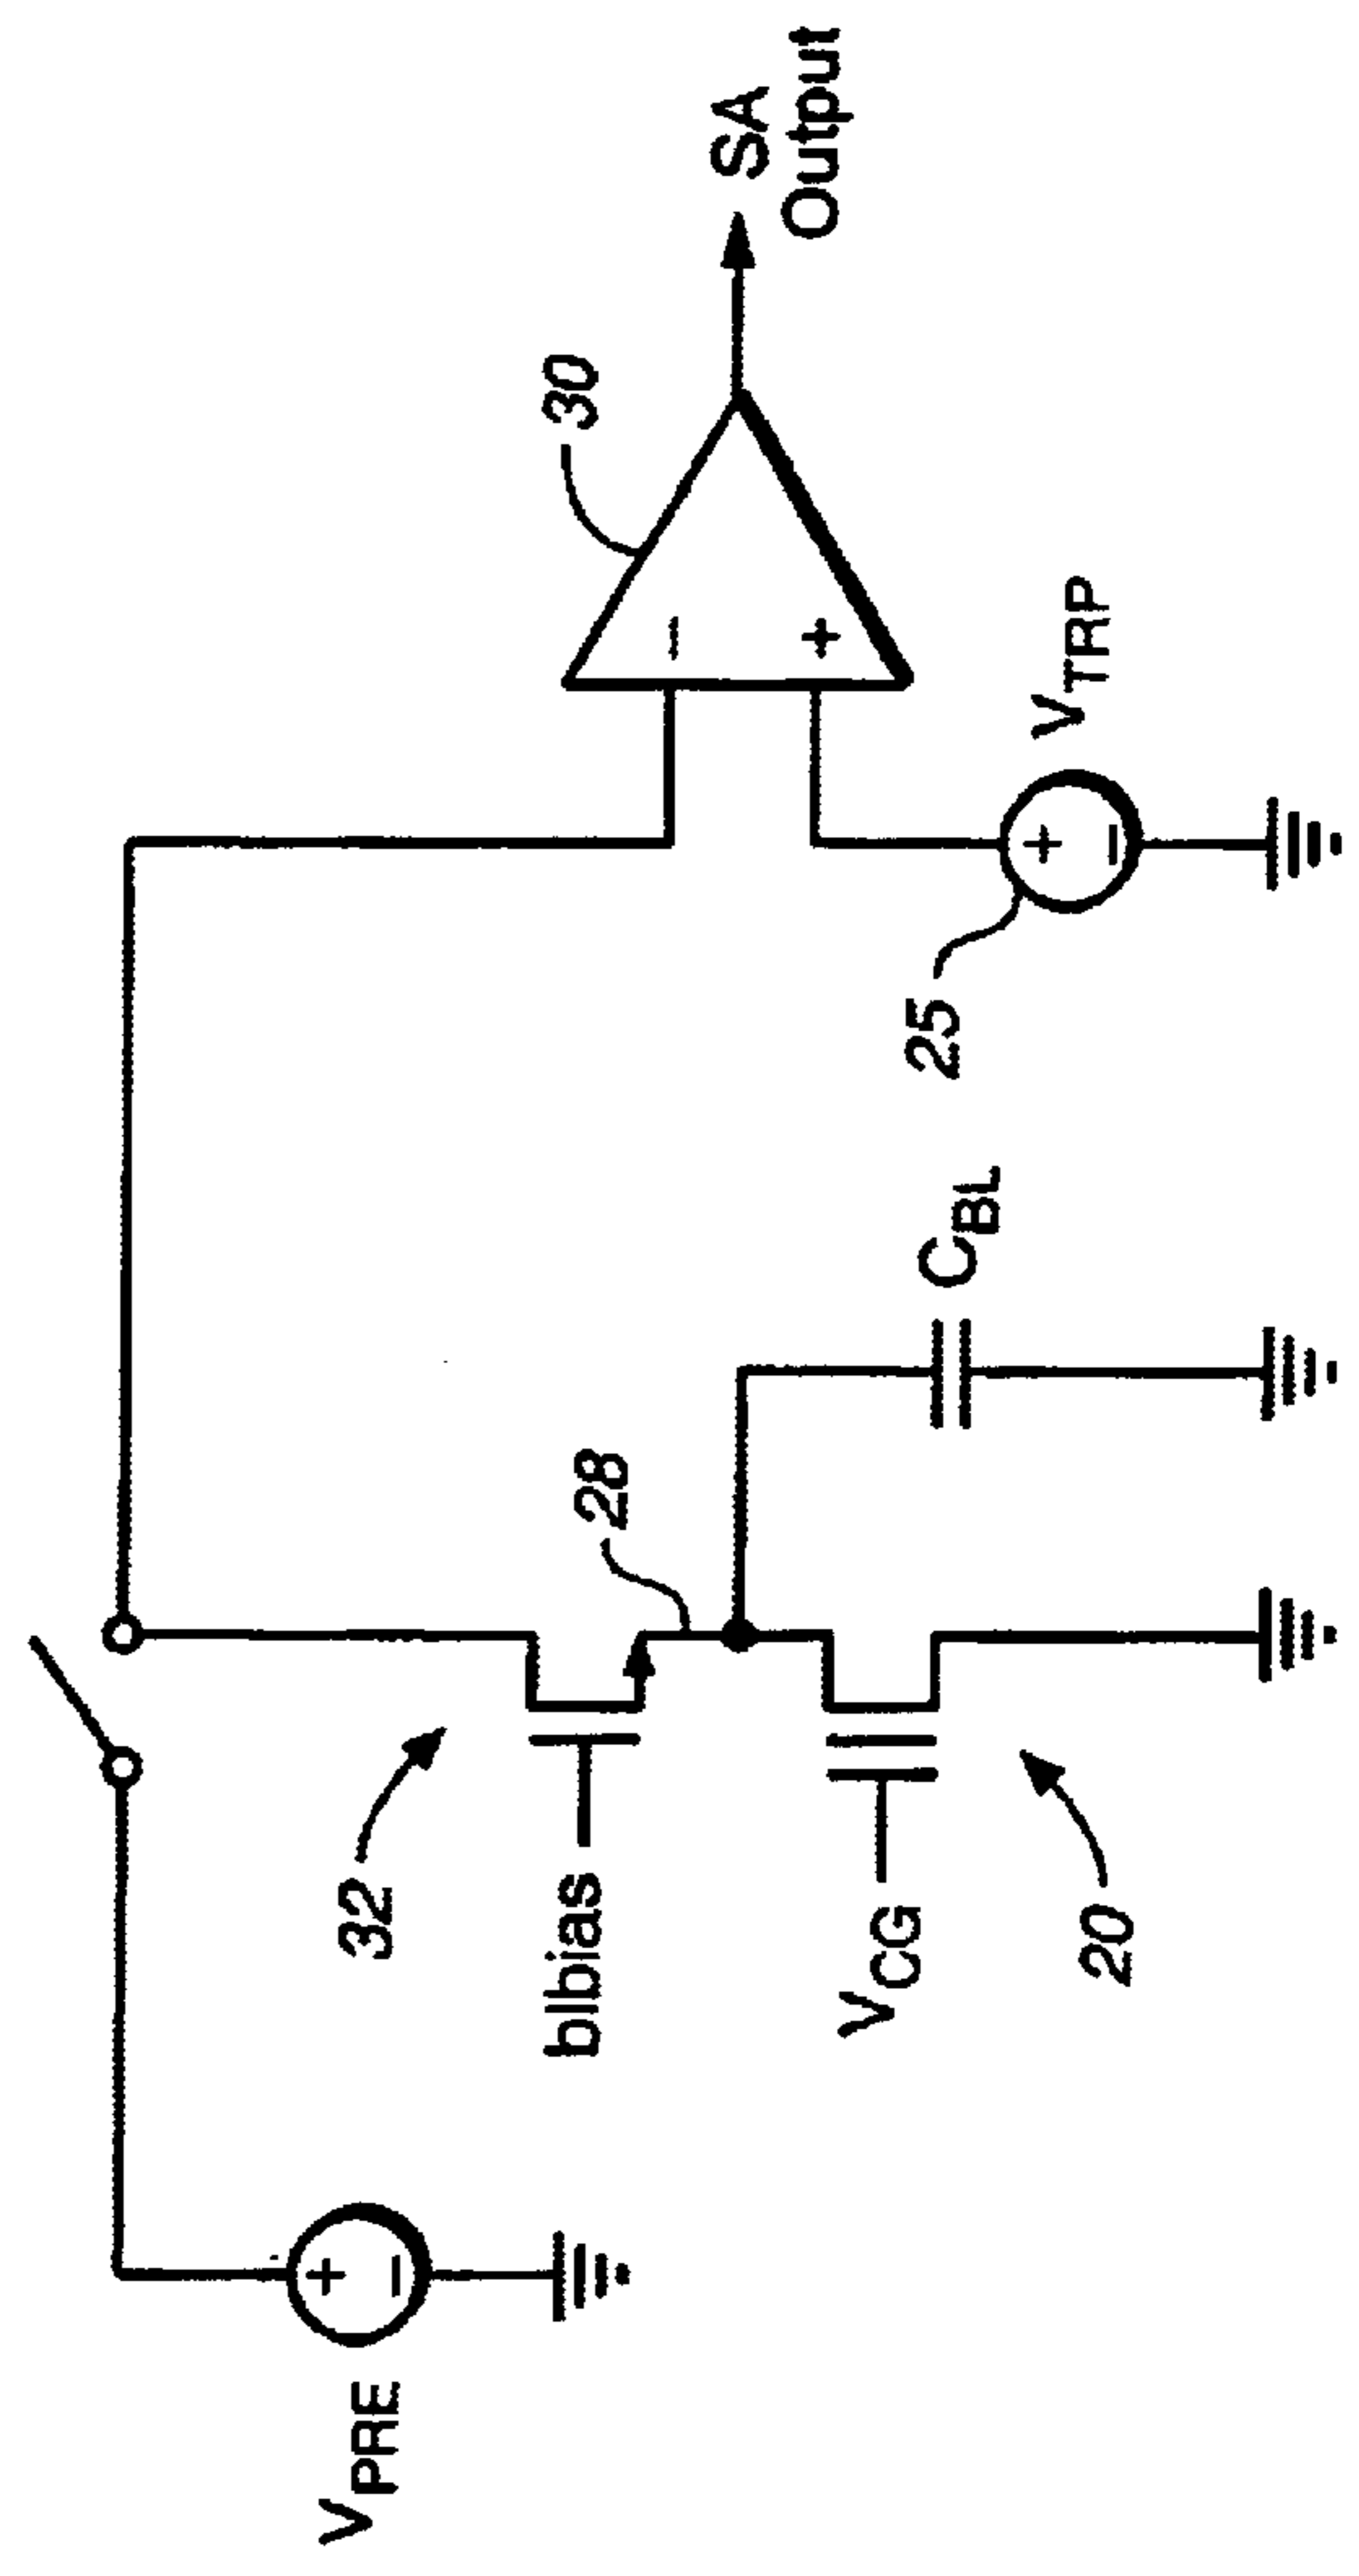 V_PRE
+
−
32
blbias
28
V_CG
20
C_BL
25
+
−
V_TRP
30
−
+
SA
Output